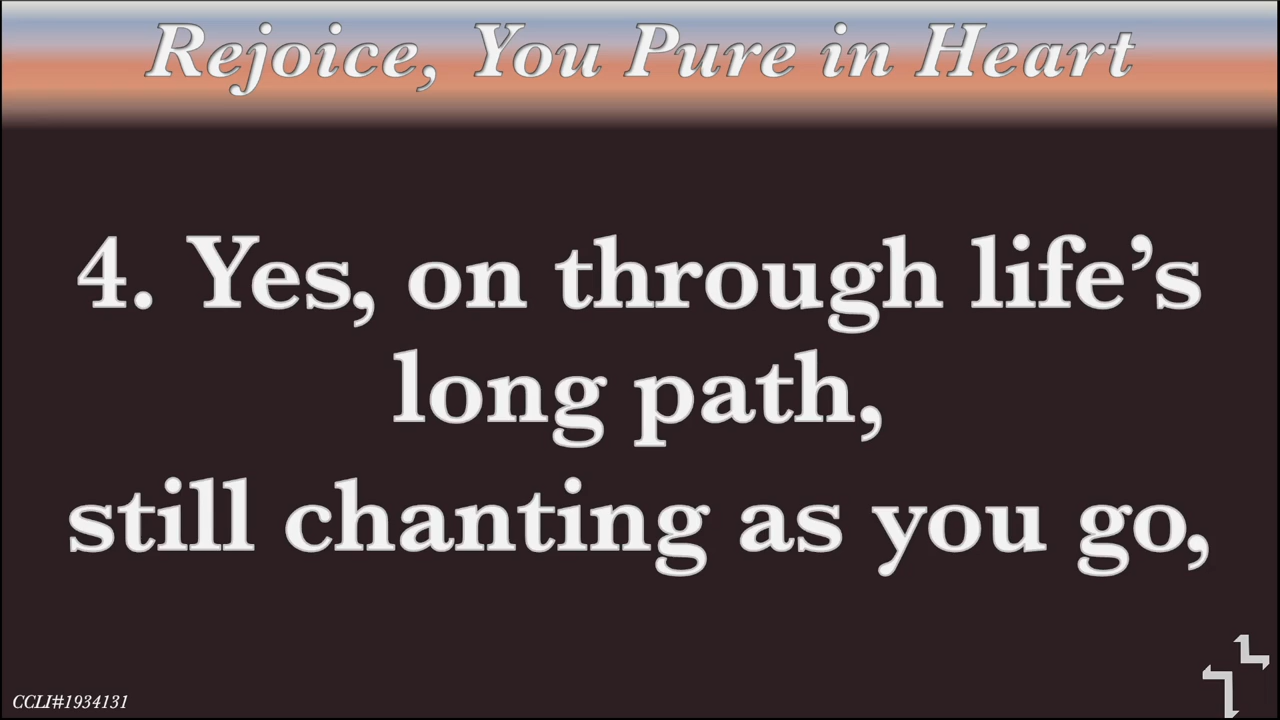 Rejoice, You Pure in Heart
4. Yes, on through life’s
long path,
still chanting as you go,
CCLI#1934131